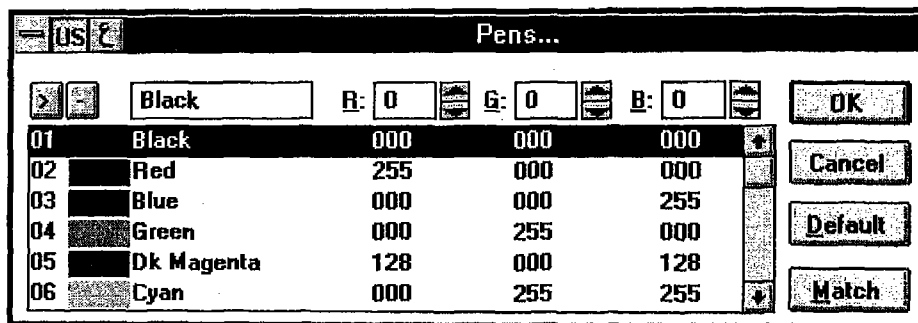 US ع Pens...
> - Black R: 0 G: 0 B: 0 OK
01 Black 000 000 000
02 Red 255 000 000
Cancel
03 Blue 000 000 255
04 Green 000 255 000
Default
05 Dk Magenta 128 000 128
06 Cyan 000 255 255
Match